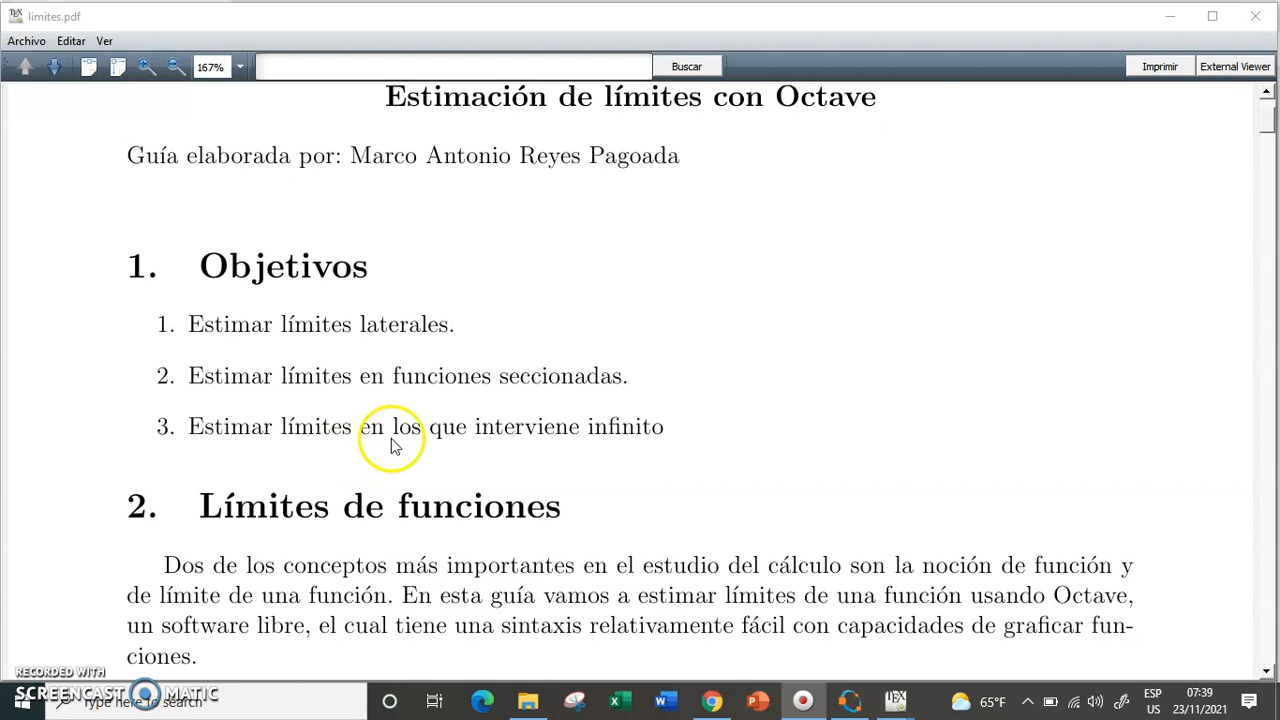 limites.pdf
Archivo Editar Ver
167% Buscar Imprimir External Viewer
Estimación de límites con Octave
Guía elaborada por: Marco Antonio Reyes Pagoada
1. Objetivos
1. Estimar límites laterales.
2. Estimar límites en funciones seccionadas.
3. Estimar límites en los que interviene infinito
2. Límites de funciones
Dos de los conceptos más importantes en el estudio del cálculo son la noción de función y
de límite de una función. En esta guía vamos a estimar límites de una función usando Octave,
un software libre, el cual tiene una sintaxis relativamente fácil con capacidades de graficar fun-
ciones.
RECORDED WITH
SCREENCAST MATIC
Type here to search
65°F ESP 07:39
US 23/11/2021